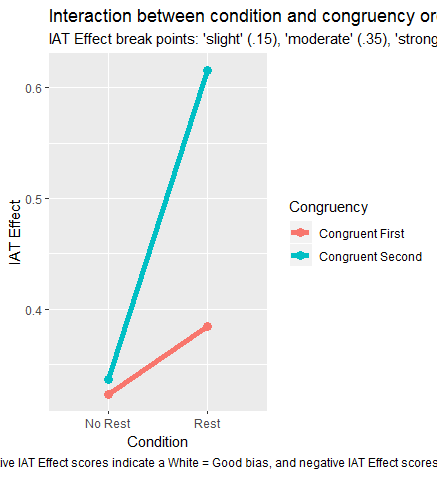 Interaction between condition and congruency or
IAT Effect break points: 'slight' (.15), 'moderate' (.35), 'strong
0.6
0.5
0.4
IAT Effect
No Rest
Rest
Condition
Congruency
Congruent First
Congruent Second
ive IAT Effect scores indicate a White = Good bias, and negative IAT Effect scores